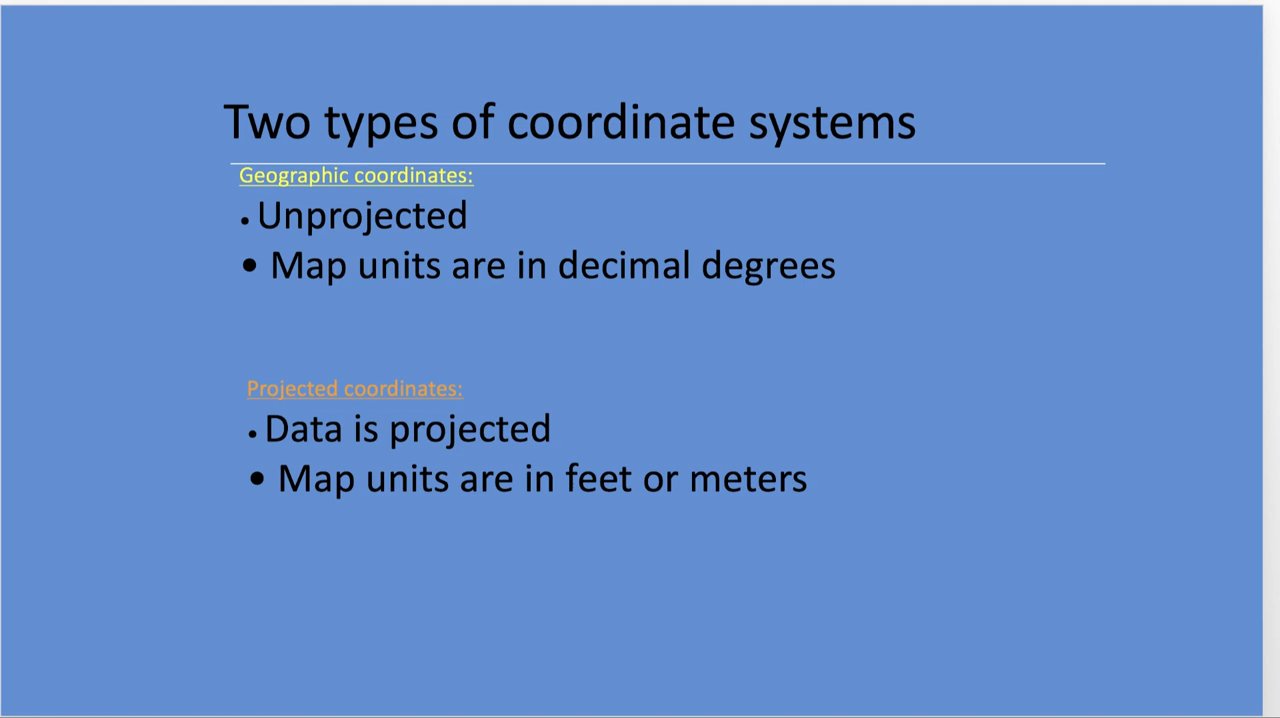 Two types of coordinate systems
Geographic coordinates:
• Unprojected
• Map units are in decimal degrees
Projected coordinates:
• Data is projected
• Map units are in feet or meters